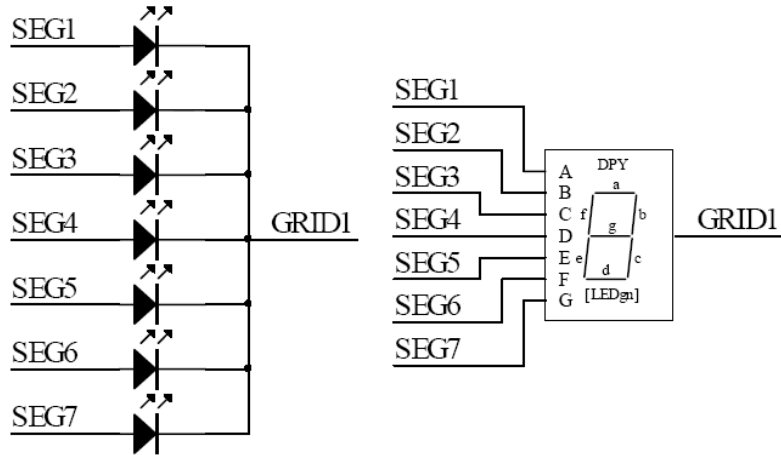 SEG1
SEG2
SEG3
SEG4
SEG5
SEG6
SEG7
GRID1
SEG1
SEG2
SEG3
SEG4
SEG5
SEG6
SEG7
A
B
C
D
E
F
G
DPY
a
f
b
g
e
c
d
[LEDgn]
GRID1